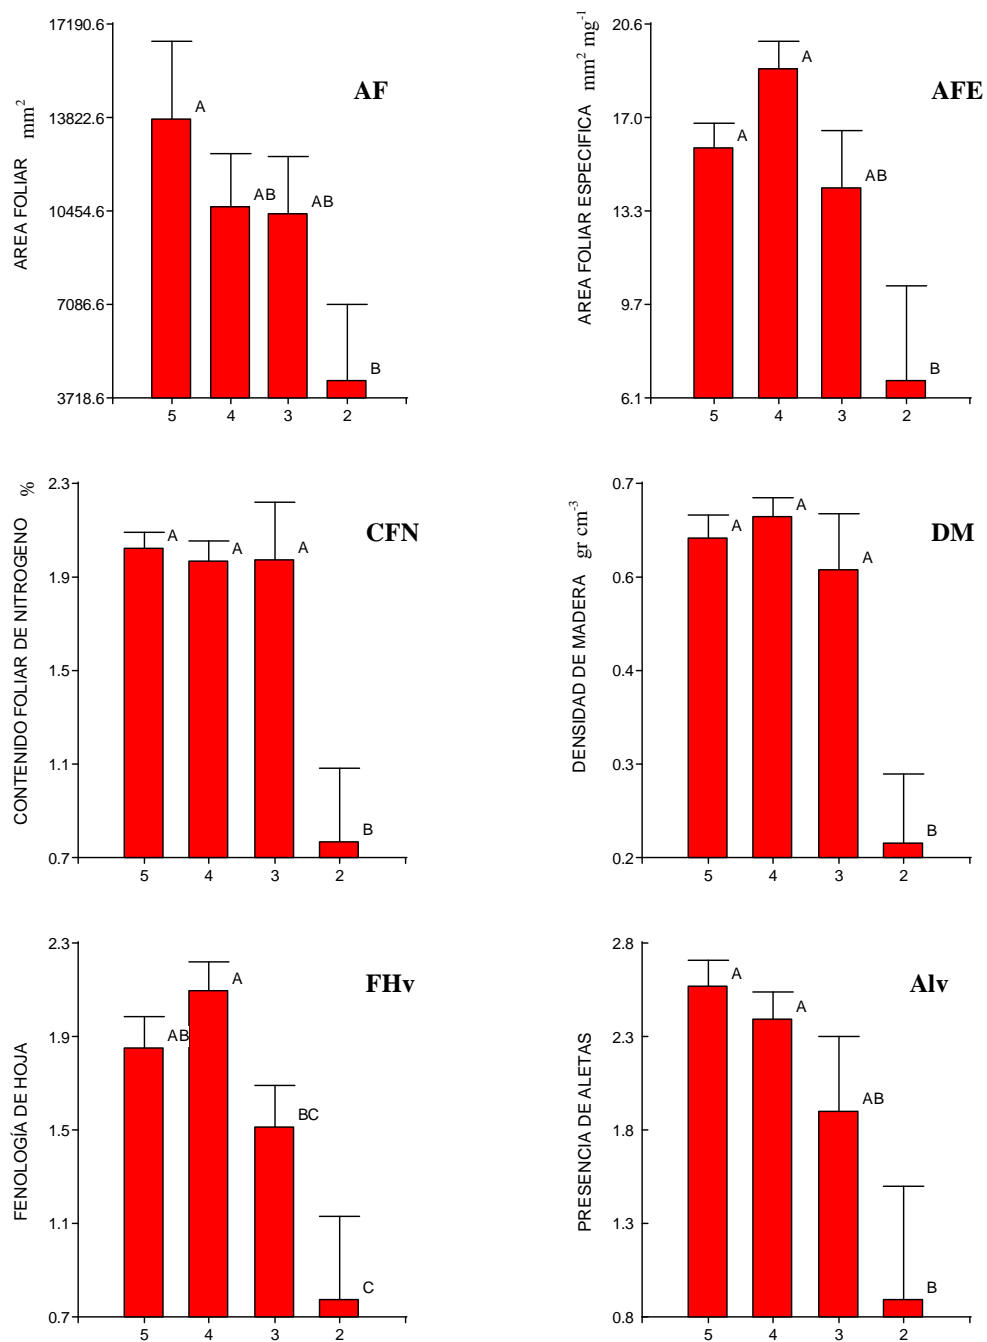 17190.6
13822.6
10454.6
7086.6
3718.6
AREA FOLIAR mm²
AF
A
AB
AB
B
5 4 3 2
20.6
17.0
13.3
9.7
6.1
AREA FOLIAR ESPECIFICA mm² mg⁻¹
AFE
A
A
AB
B
5 4 3 2
2.3
1.9
1.5
1.1
0.7
CONTENIDO FOLIAR DE NITROGENO %
CFN
A
A
A
B
5 4 3 2
0.7
0.6
0.4
0.3
0.2
DENSIDAD DE MADERA gr cm⁻³
DM
A
A
A
B
5 4 3 2
2.3
1.9
1.5
1.1
0.7
FENOLOGÍA DE HOJA
FHv
AB
A
BC
C
5 4 3 2
2.8
2.3
1.8
1.3
0.8
PRESENCIA DE ALETAS
Alv
A
A
AB
B
5 4 3 2